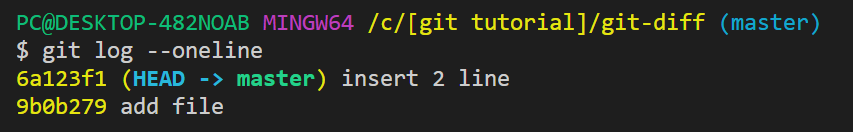 PC@DESKTOP-482NOAB MINGW64 /c/[git tutorial]/git-diff (master)
$ git log --oneline
6a123f1 (HEAD -> master) insert 2 line
9b0b279 add file